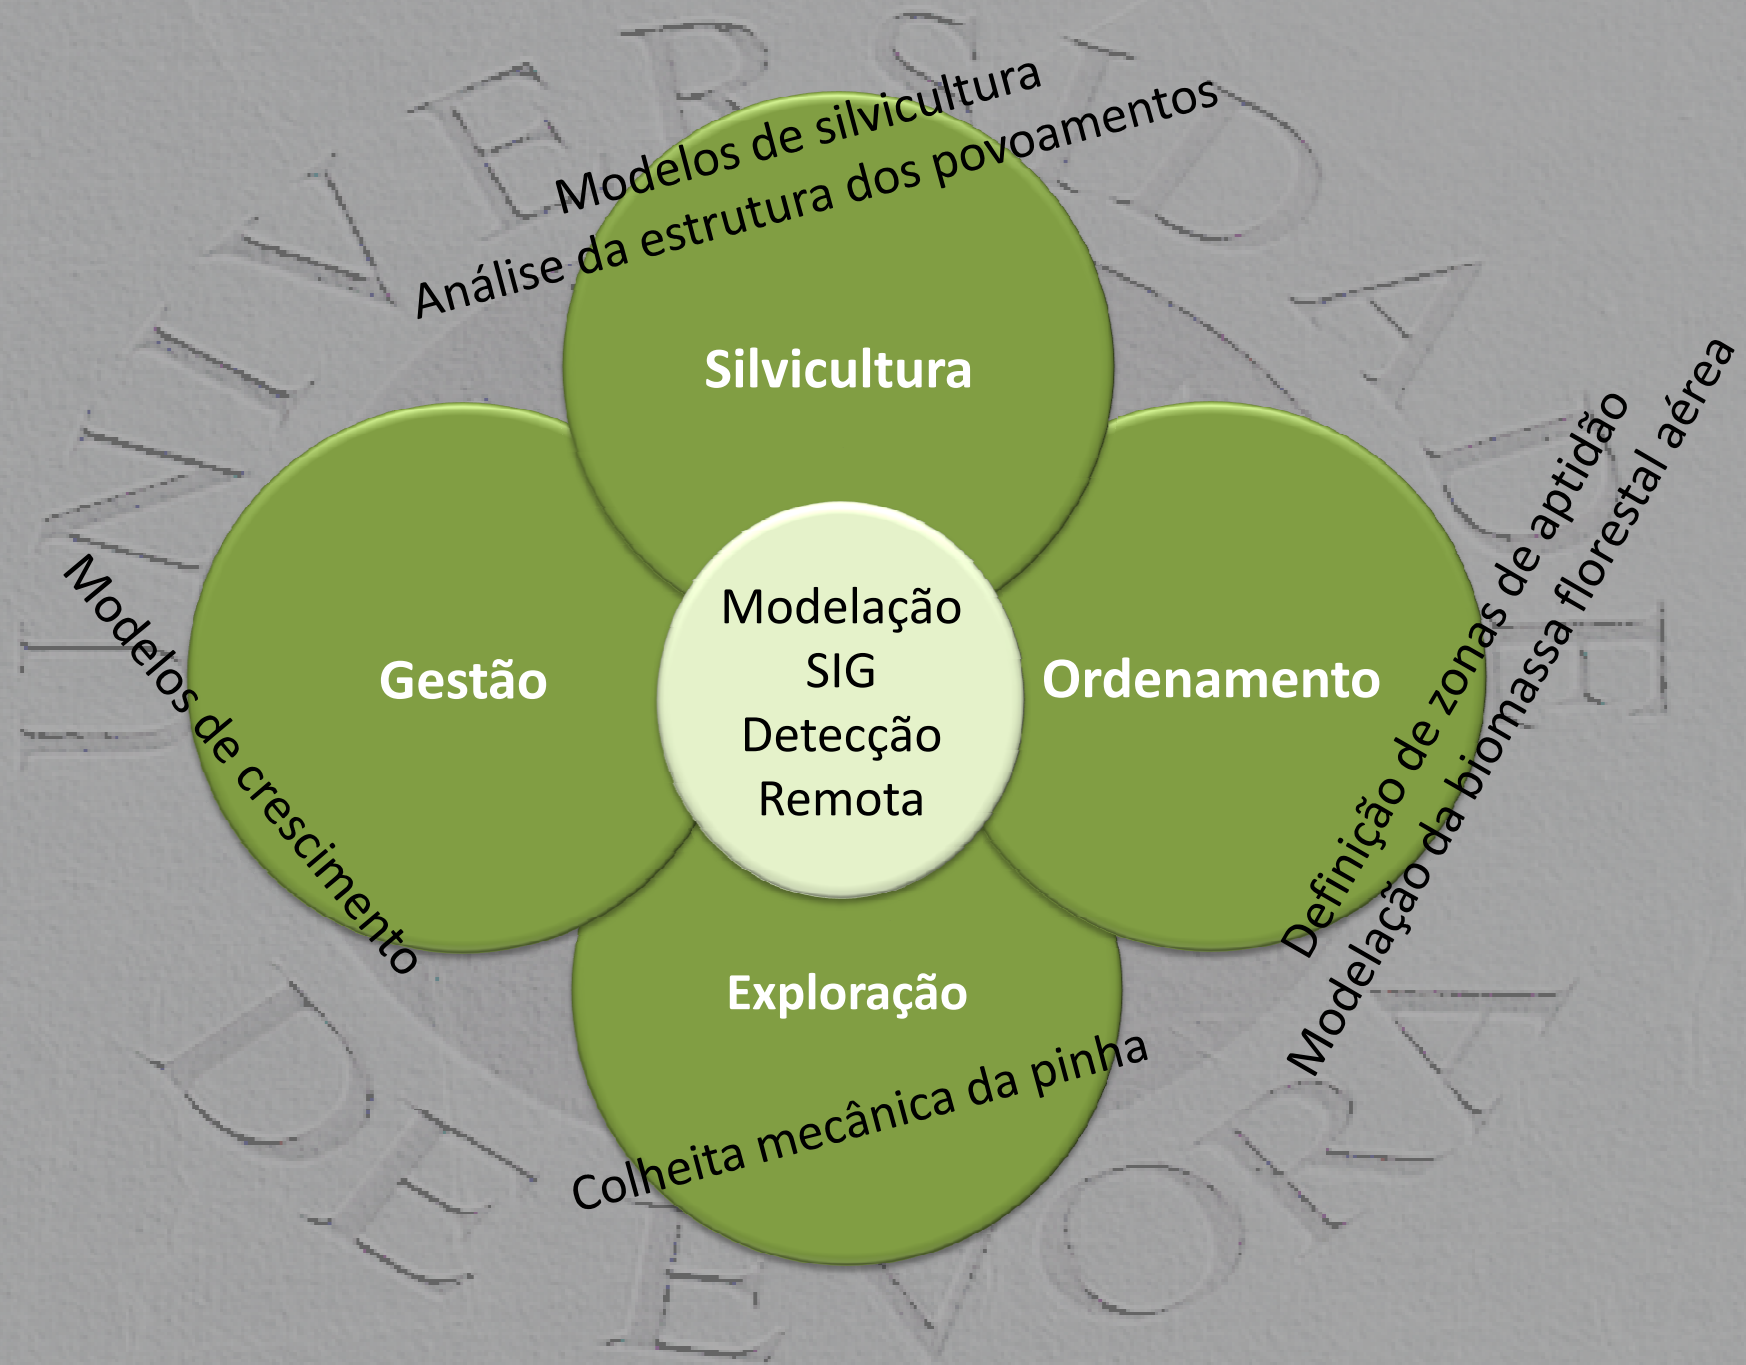 UNIVERSIDADE
DE ÉVORA
Modelos de silvicultura
Análise da estrutura dos povoamentos
Silvicultura
Gestão
Modelos de crescimento
Modelação
SIG
Detecção
Remota
Ordenamento
Definição de zonas de aptidão
Modelação da biomassa florestal aérea
Exploração
Colheita mecânica da pinha